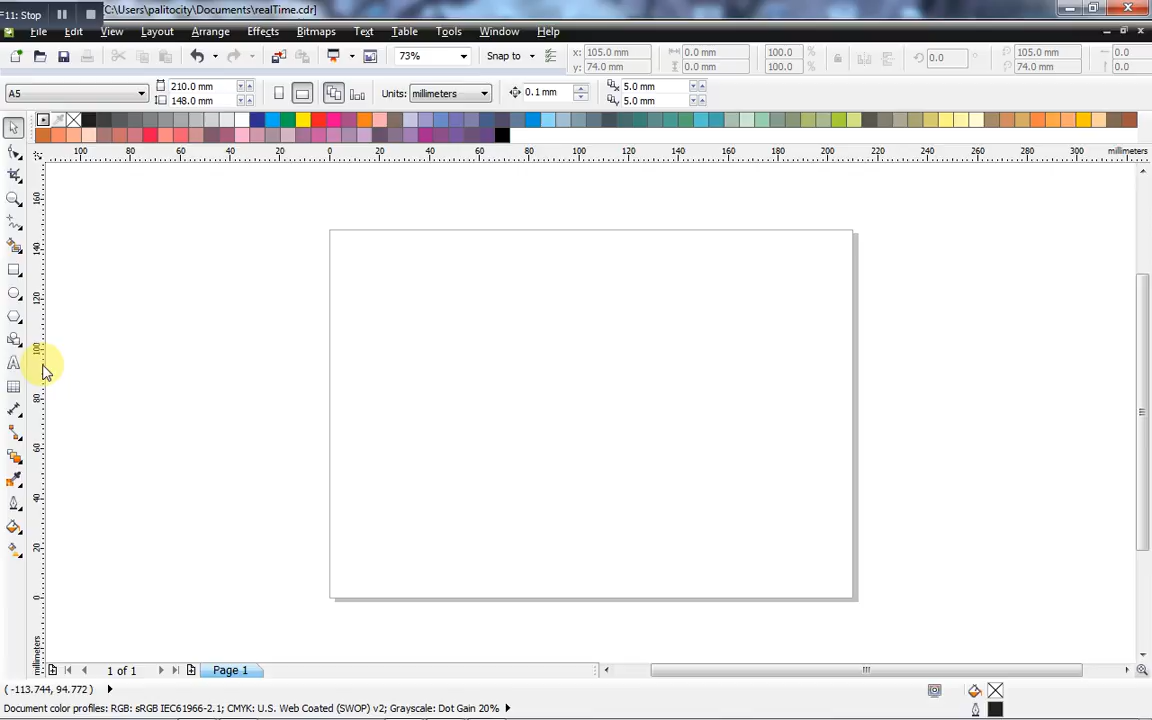 F11: Stop
C:\Users\palitocity\Documents\realTime.cdr]
File Edit View Layout Arrange Effects Bitmaps Text Table Tools Window Help
73% Snap to x: 105.0 mm 0.0 mm 100.0 % 0.0 105.0 mm 0.0
y: 74.0 mm 0.0 mm 100.0 % 74.0 mm 0.0
A5 210.0 mm 148.0 mm Units: millimeters 0.1 mm 5.0 mm 5.0 mm
100 80 60 40 20 0 20 40 60 80 100 120 140 160 180 200 220 240 260 280 300 millimeters
160
140
120
100
80
60
40
20
0
millimeters
1 of 1 Page 1
( -113.744, 94.772 )
Document color profiles: RGB: sRGB IEC61966-2.1; CMYK: U.S. Web Coated (SWOP) v2; Grayscale: Dot Gain 20%